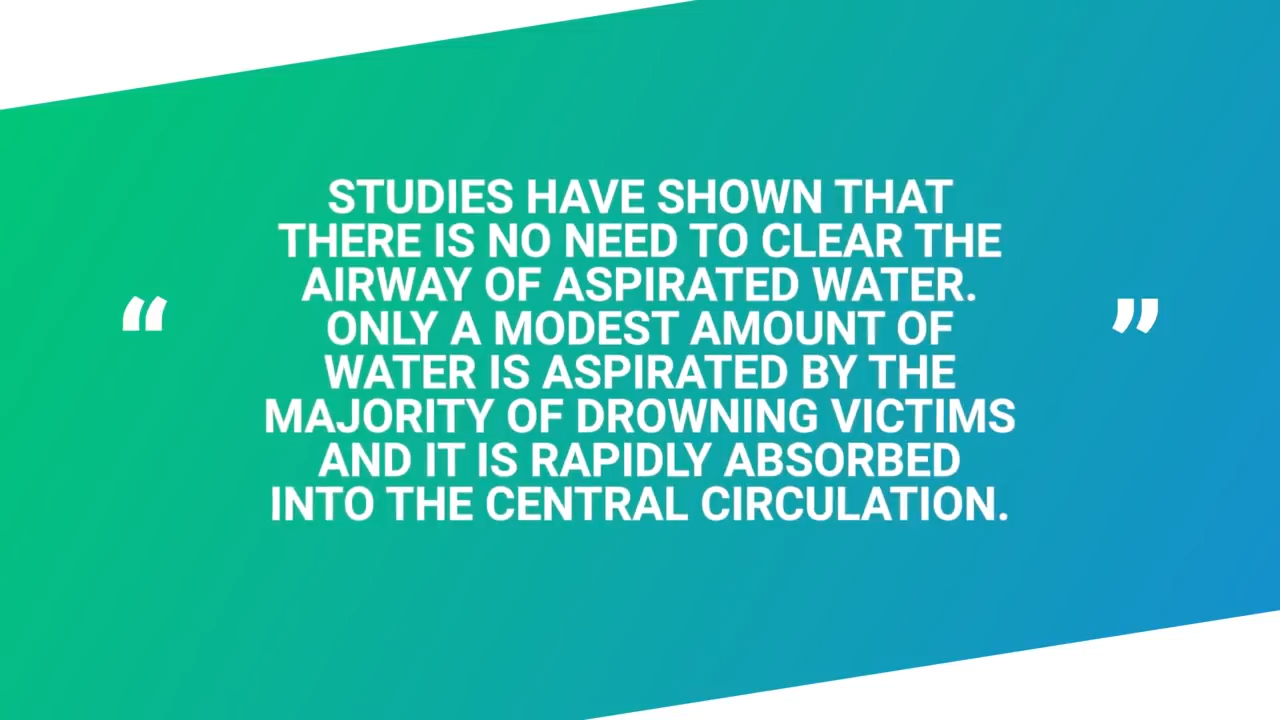 STUDIES HAVE SHOWN THAT
THERE IS NO NEED TO CLEAR THE
AIRWAY OF ASPIRATED WATER.
“ ONLY A MODEST AMOUNT OF ”
WATER IS ASPIRATED BY THE
MAJORITY OF DROWNING VICTIMS
AND IT IS RAPIDLY ABSORBED
INTO THE CENTRAL CIRCULATION.